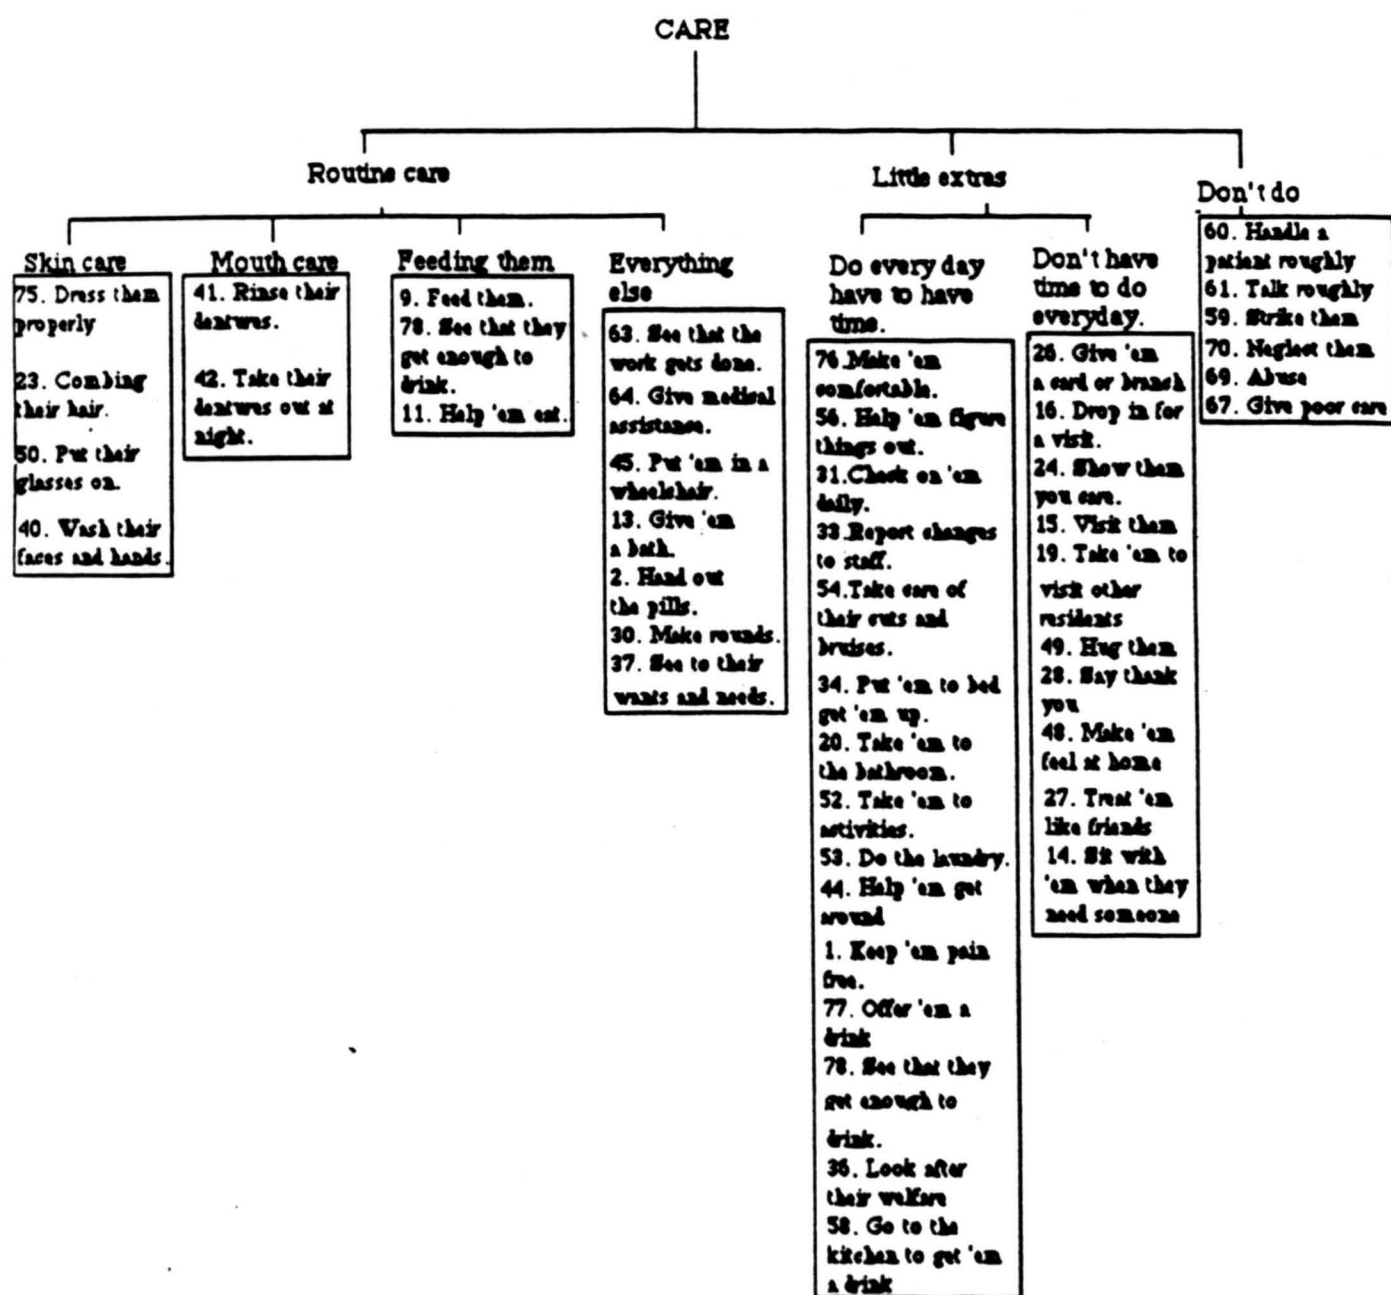 CARE
Routine care
Little extras
Don't do
Skin care
75. Dress them
properly
23. Combing
their hair.
50. Put their
glasses on.
40. Wash their
faces and hands.
Mouth care
41. Rinse their
dentures.
42. Take their
dentures out at
night.
Feeding them
9. Feed them.
78. See that they
get enough to
drink.
11. Help 'em eat.
Everything
else
63. See that the
work gets done.
64. Give medical
assistance.
45. Put 'em in a
wheelchair.
13. Give 'em
a bath.
2. Hand out
the pills.
30. Make rounds.
37. See to their
wants and needs.
Do every day
have to have
time.
76.Make 'em
comfortable.
56. Help 'em figure
things out.
31.Check on 'em
daily.
33.Report changes
to staff.
54.Take care of
their cuts and
bruises.
34. Put 'em to bed
get 'em up.
20. Take 'em to
the bathroom.
52. Take 'em to
activities.
53. Do the laundry.
44. Help 'em get
around
1. Keep 'em pain
free.
77. Offer 'em a
drink
78. See that they
get enough to
drink.
36. Look after
their welfare
58. Go to the
kitchen to get 'em
a drink
Don't have
time to do
everyday.
26. Give 'em
a card or branch
16. Drop in for
a visit.
24. Show them
you care.
15. Visit them
19. Take 'em to
visit other
residents
49. Hug them
28. Say thank
you
48. Make 'em
feel at home
27. Treat 'em
like friends
14. Sit with
'em when they
need someone
60. Handle a
patient roughly
61. Talk roughly
59. Strike them
70. Neglect them
69. Abuse
67. Give poor care